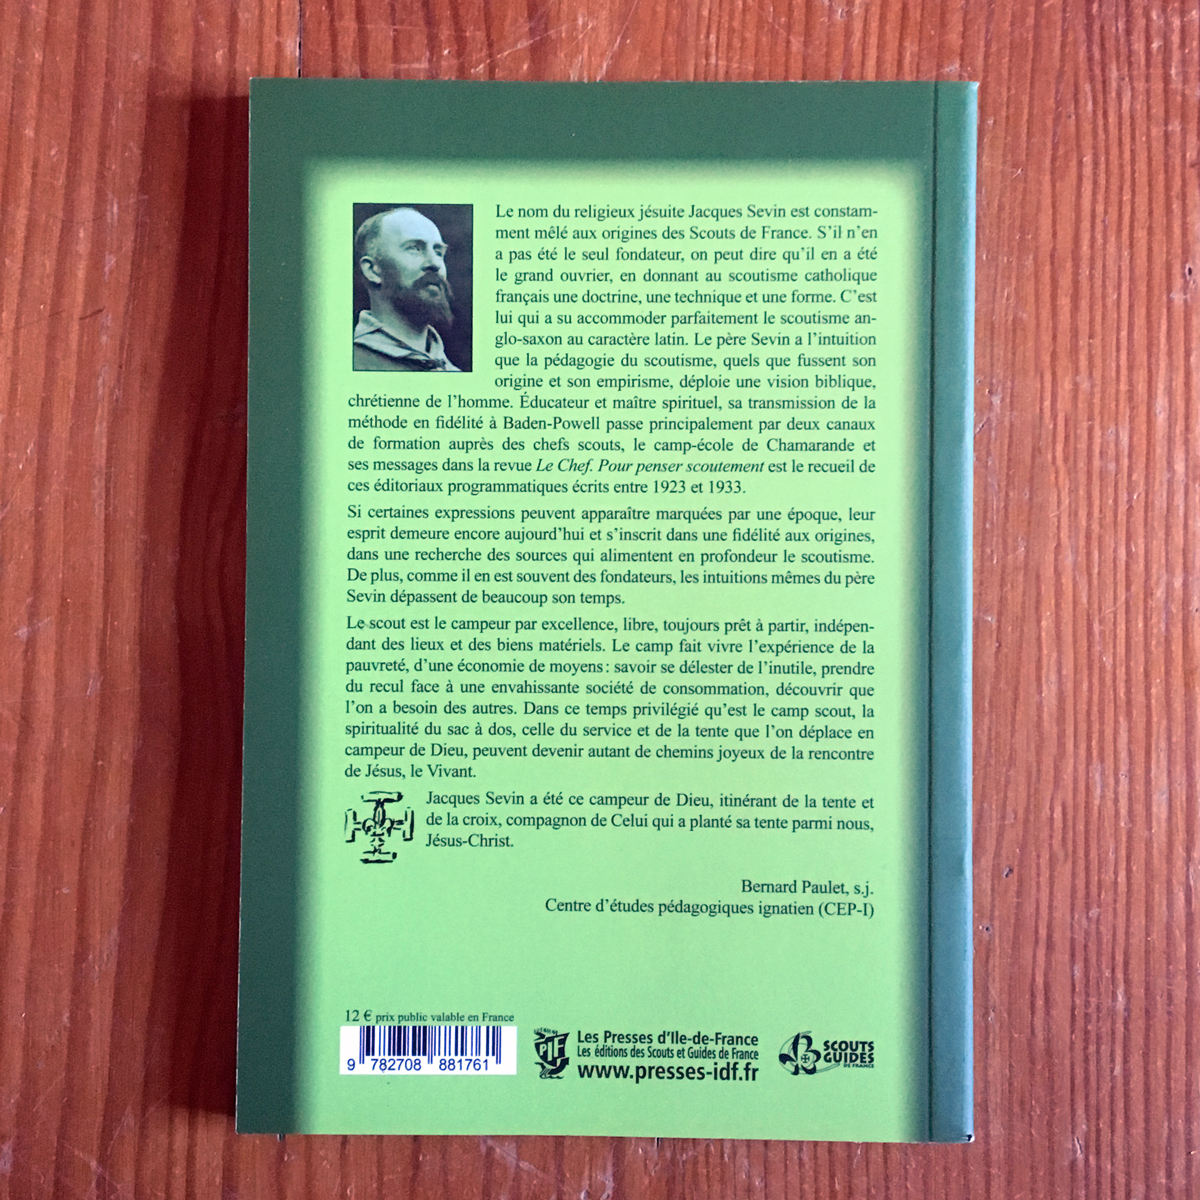 Le nom du religieux jésuite Jacques Sevin est constam-
ment mêlé aux origines des Scouts de France. S'il n'en
a pas été le seul fondateur, on peut dire qu'il en a été
le grand ouvrier, en donnant au scoutisme catholique
français une doctrine, une technique et une forme. C'est
lui qui a su accommoder parfaitement le scoutisme an-
glo-saxon au caractère latin. Le père Sevin a l'intuition
que la pédagogie du scoutisme, quels que fussent son
origine et son empirisme, déploie une vision biblique,
chrétienne de l'homme. Éducateur et maître spirituel, sa transmission de la
méthode en fidélité à Baden-Powell passe principalement par deux canaux
de formation auprès des chefs scouts, le camp-école de Chamarande et
ses messages dans la revue Le Chef. Pour penser scoutement est le recueil de
ces éditoriaux programmatiques écrits entre 1923 et 1933.
Si certaines expressions peuvent apparaître marquées par une époque, leur
esprit demeure encore aujourd'hui et s'inscrit dans une fidélité aux origines,
dans une recherche des sources qui alimentent en profondeur le scoutisme.
De plus, comme il en est souvent des fondateurs, les intuitions mêmes du père
Sevin dépassent de beaucoup son temps.
Le scout est le campeur par excellence, libre, toujours prêt à partir, indépen-
dant des lieux et des biens matériels. Le camp fait vivre l'expérience de la
pauvreté, d'une économie de moyens : savoir se délester de l'inutile, prendre
du recul face à une envahissante société de consommation, découvrir que
l'on a besoin des autres. Dans ce temps privilégié qu'est le camp scout, la
spiritualité du sac à dos, celle du service et de la tente que l'on déplace en
campeur de Dieu, peuvent devenir autant de chemins joyeux de la rencontre
de Jésus, le Vivant.
Jacques Sevin a été ce campeur de Dieu, itinérant de la tente et
de la croix, compagnon de Celui qui a planté sa tente parmi nous,
Jésus-Christ.
Bernard Paulet, s.j.
Centre d'études pédagogiques ignatien (CEP-I)
12 € prix public valable en France
9 782708 881761
PIF
Les Presses d'Ile-de-France
Les éditions des Scouts et Guides de France
www.presses-idf.fr
SCOUTS
GUIDES
DE FRANCE